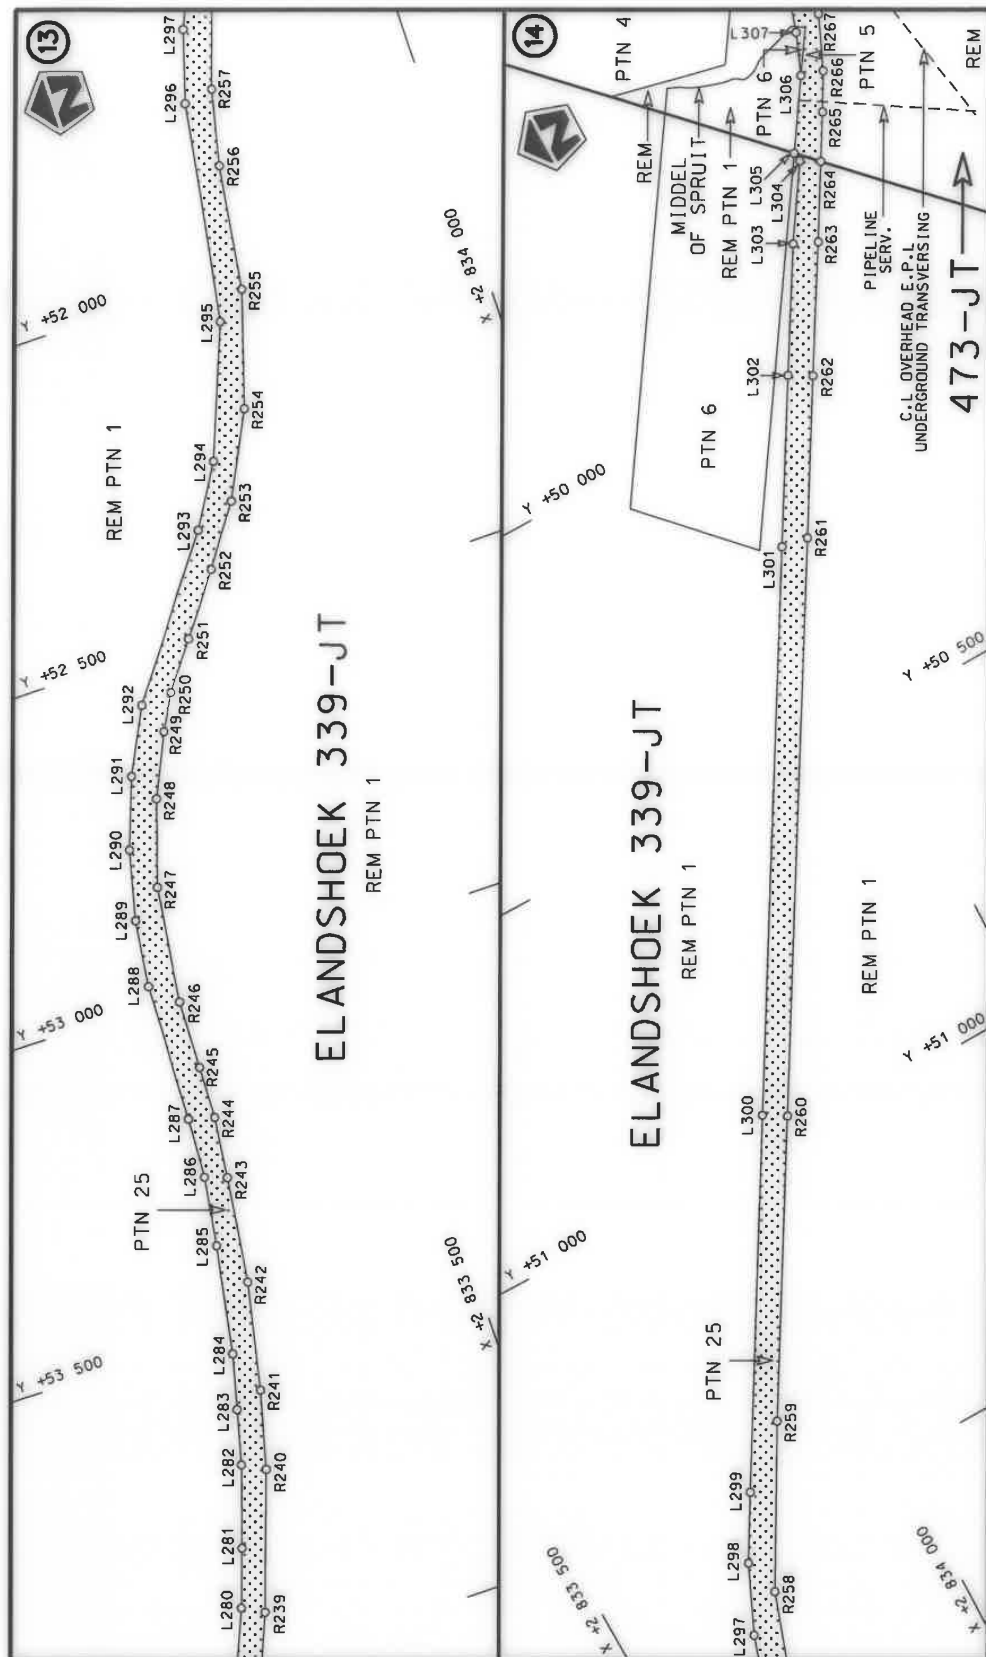 13
L280
L281
L282
L283
L284
L285
L286
L287
L288
L289
L290
L291
L292
L293
L294
L295
L296
L297
R239
R240
R241
R242
R243
R244
R245
R246
R247
R248
R249
R250
R251
R252
R253
R254
R255
R256
R257
Y +53 500
Y +53 000
Y +52 500
Y +52 000
X +2 833 500
X +2 834 000
PTN 25
REM PTN 1
ELANDSHOEK 339-JT
REM PTN 1
14
L297
L298
L299
L300
L301
L302
L303
L304
L305
L306
L307
R258
R259
R260
R261
R262
R263
R264
R265
R266
R267
X +2 833 500
X +2 834 000
Y +51 000
Y +51 000
Y +50 500
Y +50 000
PTN 25
ELANDSHOEK 339-JT
REM PTN 1
REM PTN 1
PTN 6
REM
MIDDEL
OF SPRUIT
REM PTN 1
PTN 6
PTN 4
PTN 5
REM
PIPELINE
SERV.
C.L OVERHEAD E.P.L
UNDERGROUND TRANSVERSING
473-JT